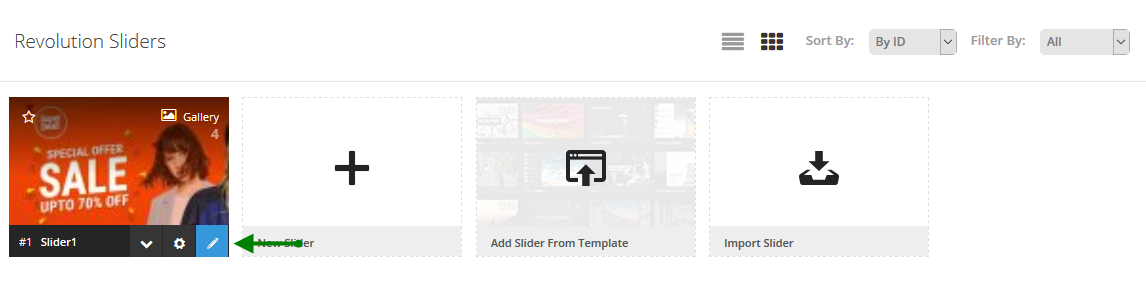 Revolution Sliders
Sort By: By ID Filter By: All
Gallery
4
SPECIAL OFFER
SALE
UPTO 70% OFF
#1 Slider1
New Slider
Add Slider From Template
Import Slider